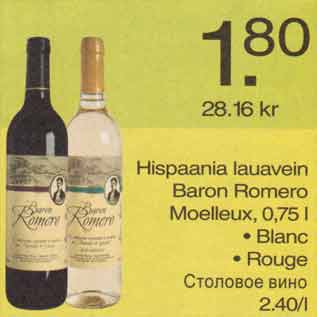 1.80
28.16 kr
Hispaania lauavein
Baron Romero
Moelleux, 0,75 l
• Blanc
• Rouge
Столовое вино
2.40/l
Baron
Romero
Baron
Romero